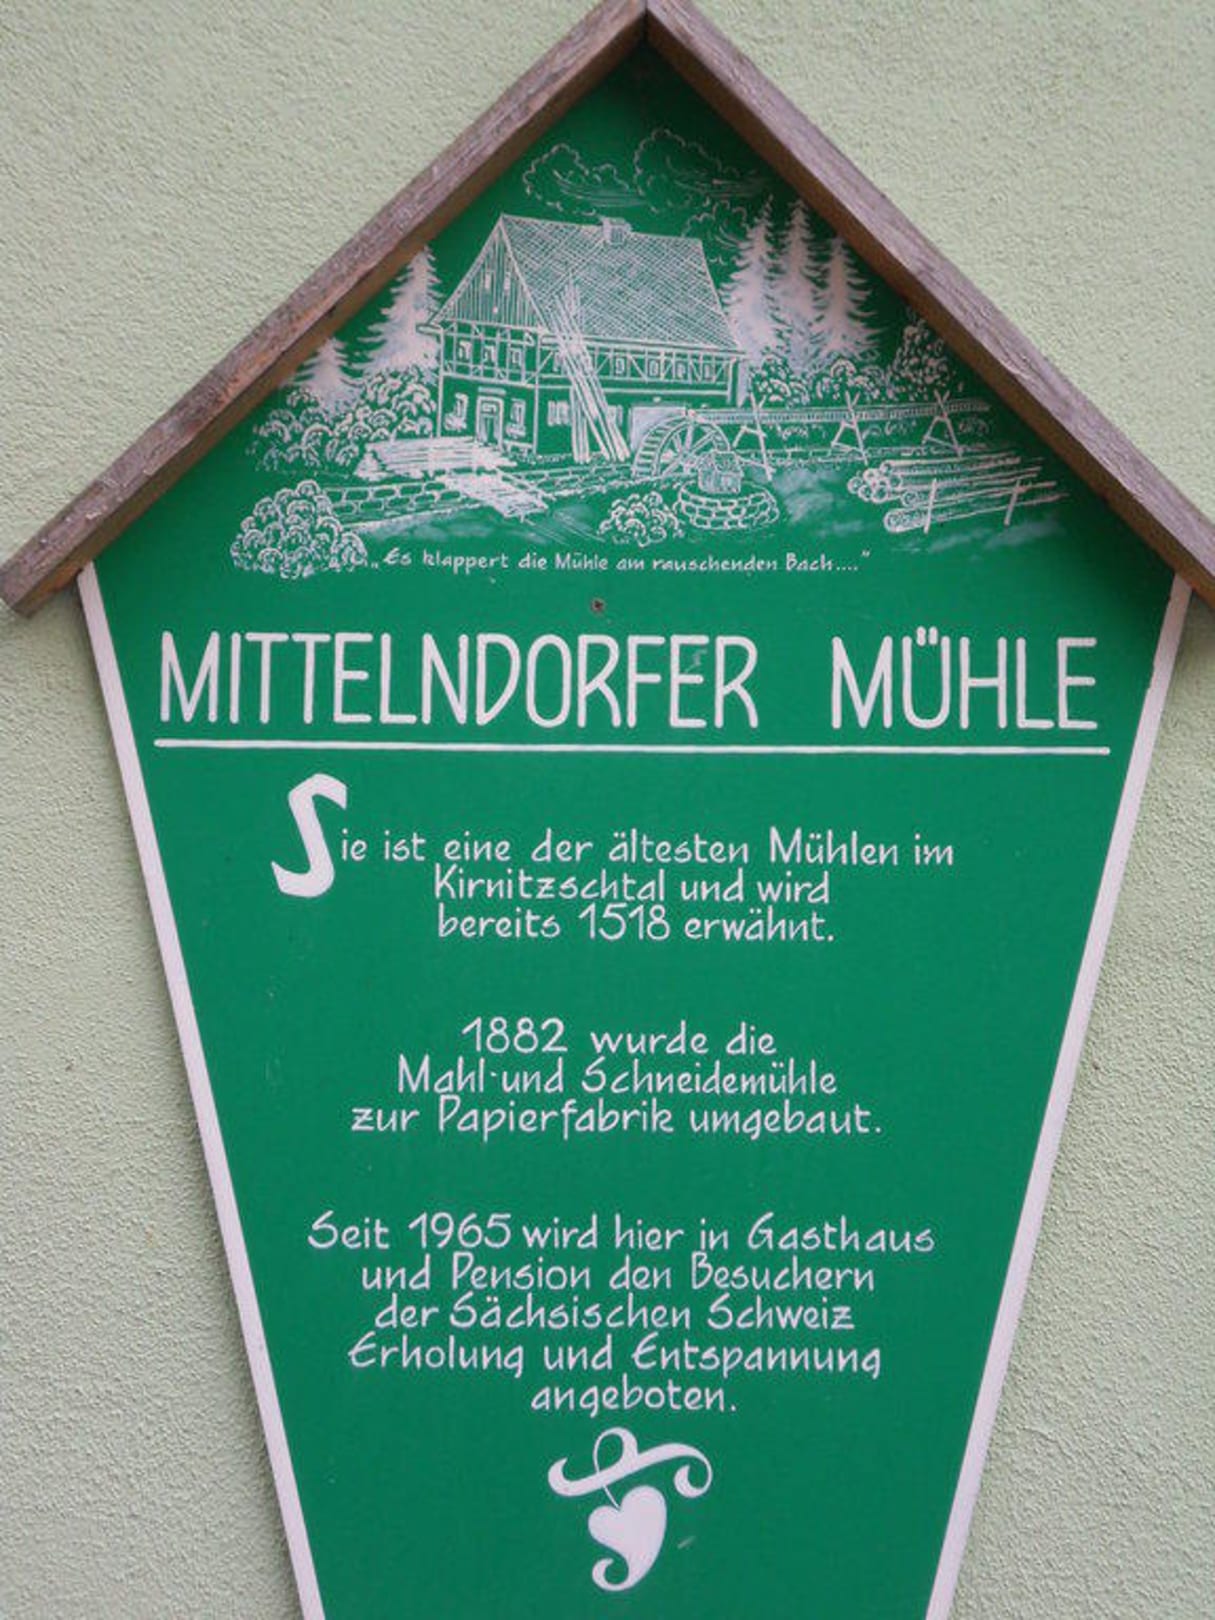 „Es klappert die Mühle am rauschenden Bach...."
MITTELNDORFER MÜHLE
Sie ist eine der ältesten Mühlen im
Kirnitzschtal und wird
bereits 1518 erwähnt.
1882 wurde die
Mahl-und Schneidemühle
zur Papierfabrik umgebaut.
Seit 1965 wird hier in Gasthaus
und Pension den Besuchern
der Sächsischen Schweiz
Erholung und Entspannung
angeboten.